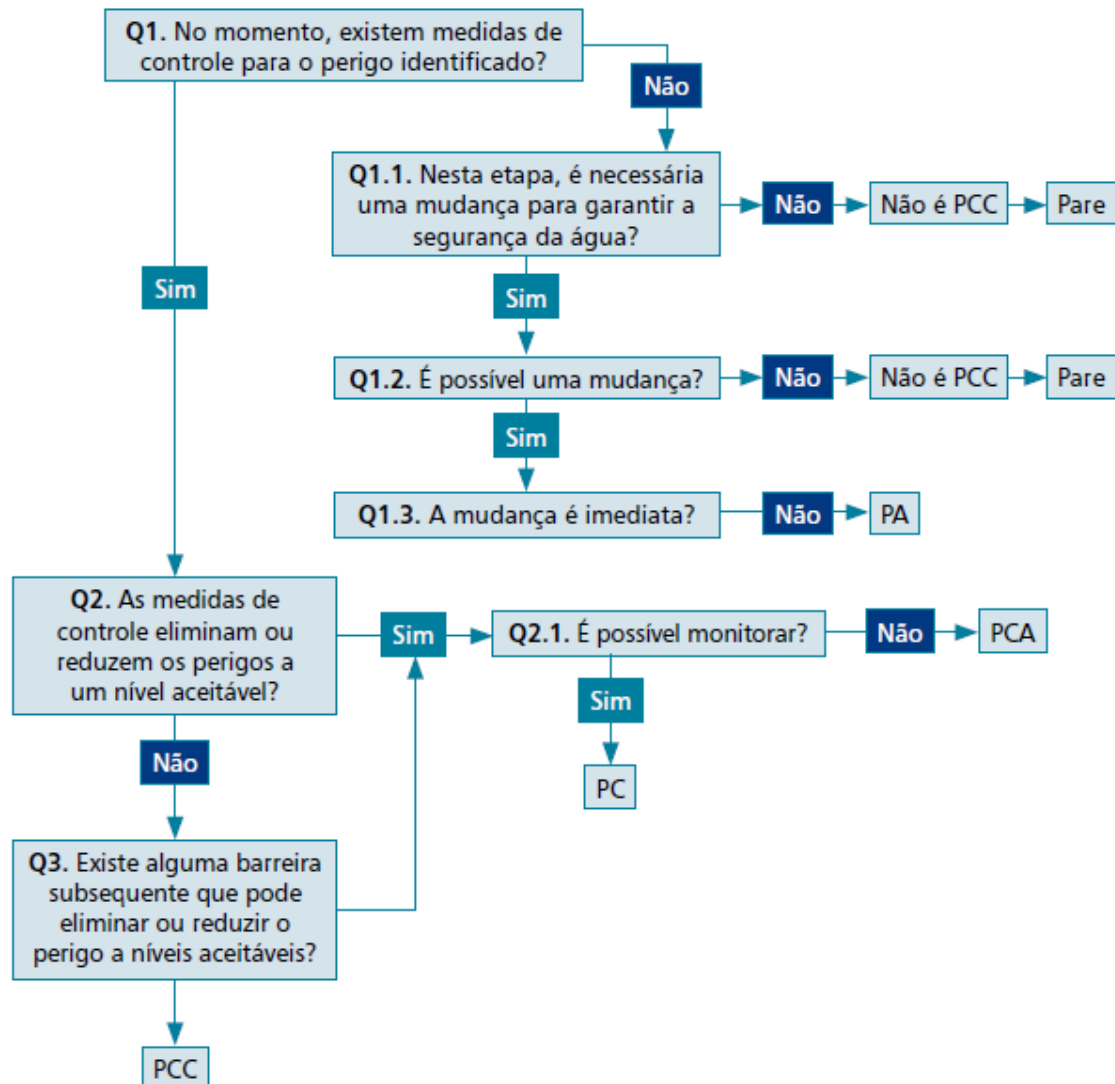 Q1. No momento, existem medidas de
controle para o perigo identificado?
Não
Q1.1. Nesta etapa, é necessária
uma mudança para garantir a
segurança da água?
Não
Não é PCC
Pare
Sim
Sim
Q1.2. É possível uma mudança?
Não
Não é PCC
Pare
Sim
Q1.3. A mudança é imediata?
Não
PA
Q2. As medidas de
controle eliminam ou
reduzem os perigos a
um nível aceitável?
Sim
Q2.1. É possível monitorar?
Não
PCA
Sim
PC
Não
Q3. Existe alguma barreira
subsequente que pode
eliminar ou reduzir o
perigo a níveis aceitáveis?
PCC